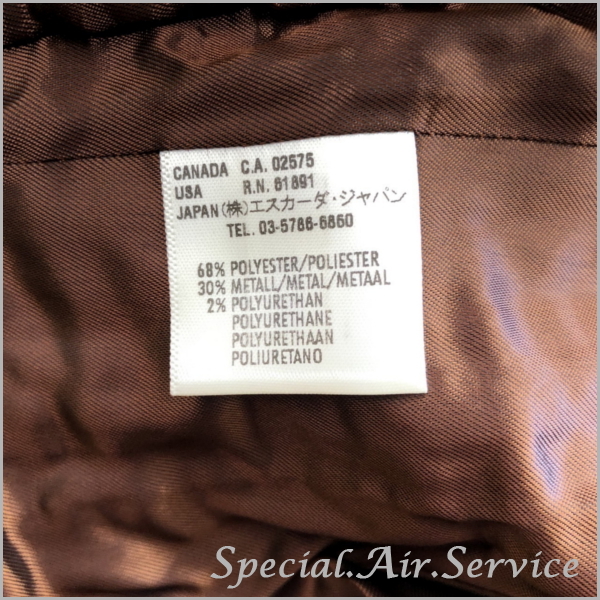 CANADA C.A. 02575
USA R.N. 61891
JAPAN (株)エスカーダ・ジャパン
TEL. 03-5786-6860
68% POLYESTER/POLIESTER
30% METALL/METAL/METAAL
2% POLYURETHAN
POLYURETHANE
POLYURETHAAN
POLIURETANO
Special.Air.Service